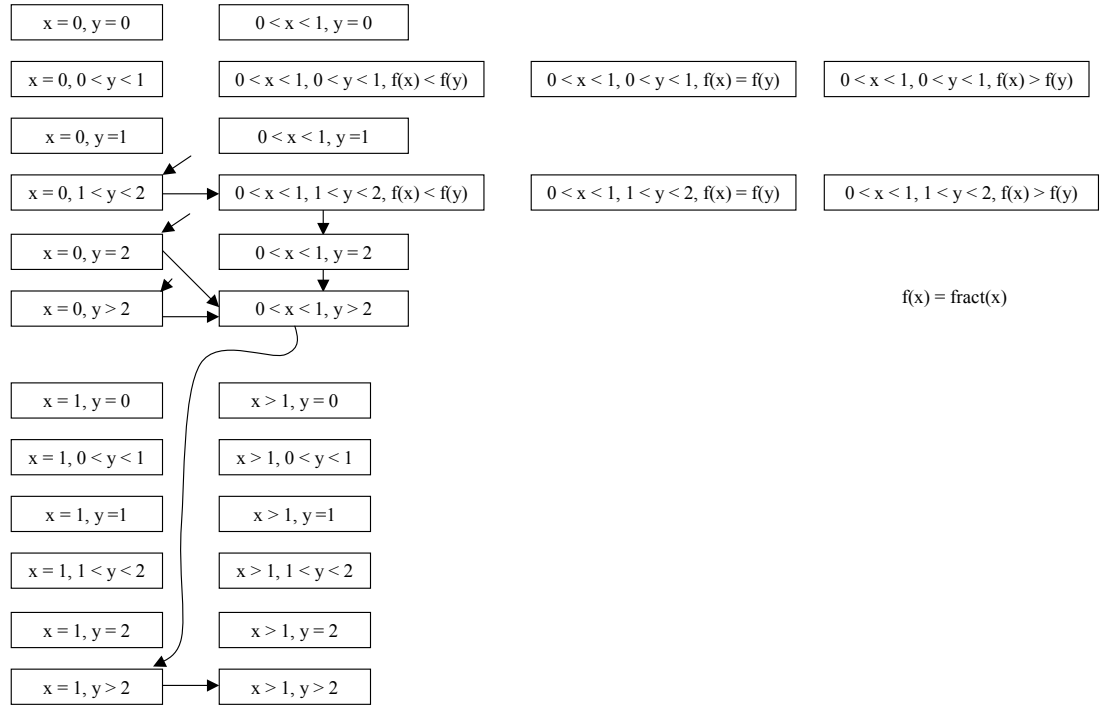 x = 0, y = 0
0 < x < 1, y = 0
x = 0, 0 < y < 1
0 < x < 1, 0 < y < 1, f(x) < f(y)
0 < x < 1, 0 < y < 1, f(x) = f(y)
0 < x < 1, 0 < y < 1, f(x) > f(y)
x = 0, y =1
0 < x < 1, y =1
x = 0, 1 < y < 2
0 < x < 1, 1 < y < 2, f(x) < f(y)
0 < x < 1, 1 < y < 2, f(x) = f(y)
0 < x < 1, 1 < y < 2, f(x) > f(y)
x = 0, y = 2
0 < x < 1, y = 2
x = 0, y > 2
0 < x < 1, y > 2
f(x) = fract(x)
x = 1, y = 0
x > 1, y = 0
x = 1, 0 < y < 1
x > 1, 0 < y < 1
x = 1, y =1
x > 1, y =1
x = 1, 1 < y < 2
x > 1, 1 < y < 2
x = 1, y = 2
x > 1, y = 2
x = 1, y > 2
x > 1, y > 2